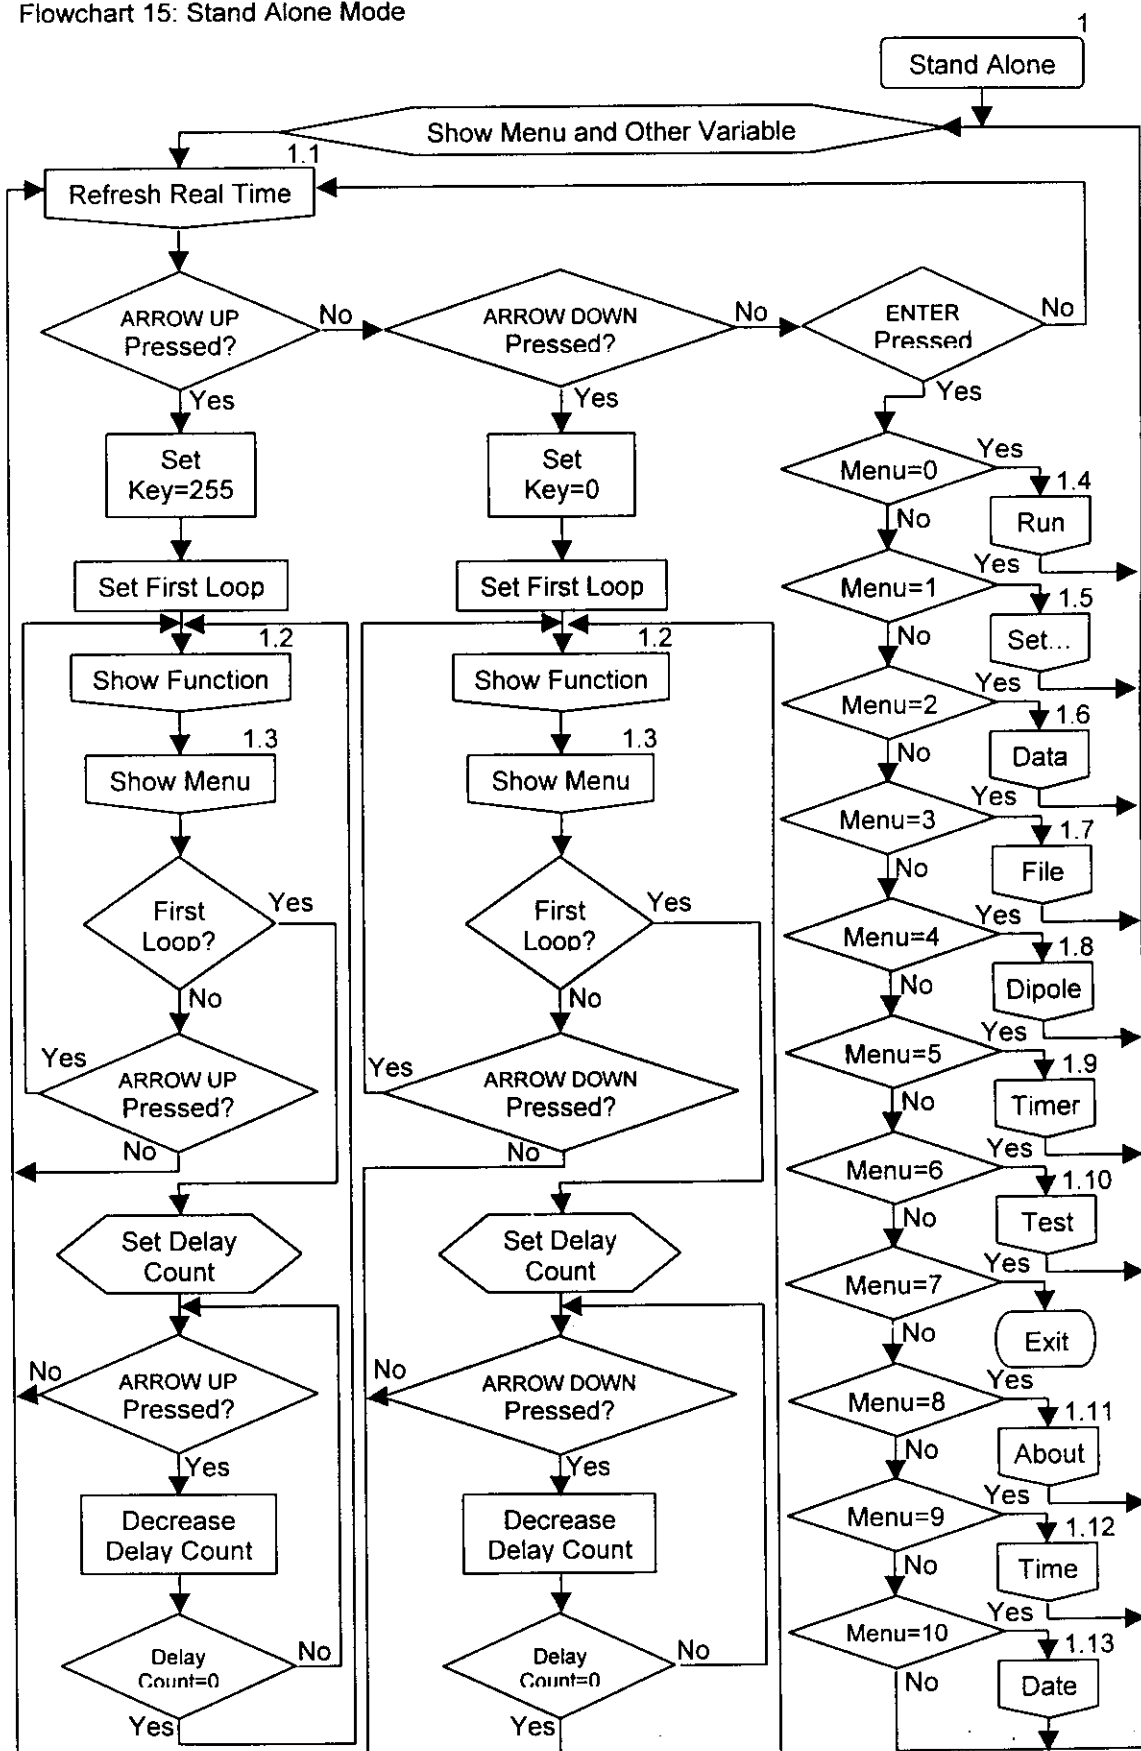 Flowchart 15: Stand Alone Mode
1
Stand Alone
Show Menu and Other Variable
1.1
Refresh Real Time
ARROW UP
Pressed?
No
Yes
ARROW DOWN
Pressed?
No
Yes
ENTER
Pressed
No
Yes
Set
Key=255
Set First Loop
1.2
Show Function
1.3
Show Menu
First
Loop?
Yes
No
ARROW UP
Pressed?
Yes
No
Set Delay
Count
ARROW UP
Pressed?
No
Yes
Decrease
Delay Count
Delay
Count=0
No
Yes
Set
Key=0
Set First Loop
1.2
Show Function
1.3
Show Menu
First
Loop?
Yes
No
ARROW DOWN
Pressed?
Yes
No
Set Delay
Count
ARROW DOWN
Pressed?
No
Yes
Decrease
Delay Count
Delay
Count=0
No
Yes
Menu=0
Yes
1.4
Run
No
Menu=1
Yes
1.5
Set...
No
Menu=2
Yes
1.6
Data
No
Menu=3
Yes
1.7
File
No
Menu=4
Yes
1.8
Dipole
No
Menu=5
Yes
1.9
Timer
No
Menu=6
Yes
1.10
Test
No
Menu=7
Yes
Exit
No
Menu=8
Yes
1.11
About
No
Menu=9
Yes
1.12
Time
No
Menu=10
Yes
1.13
Date
No